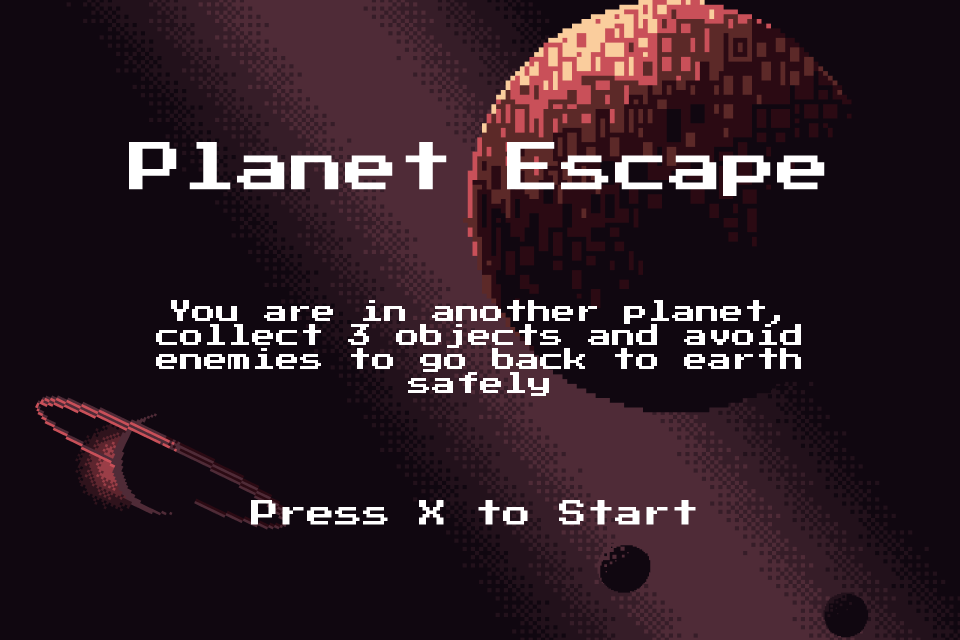 Planet Escape
You are in another planet,
collect 3 objects and avoid
enemies to go back to earth
safely
Press X to Start